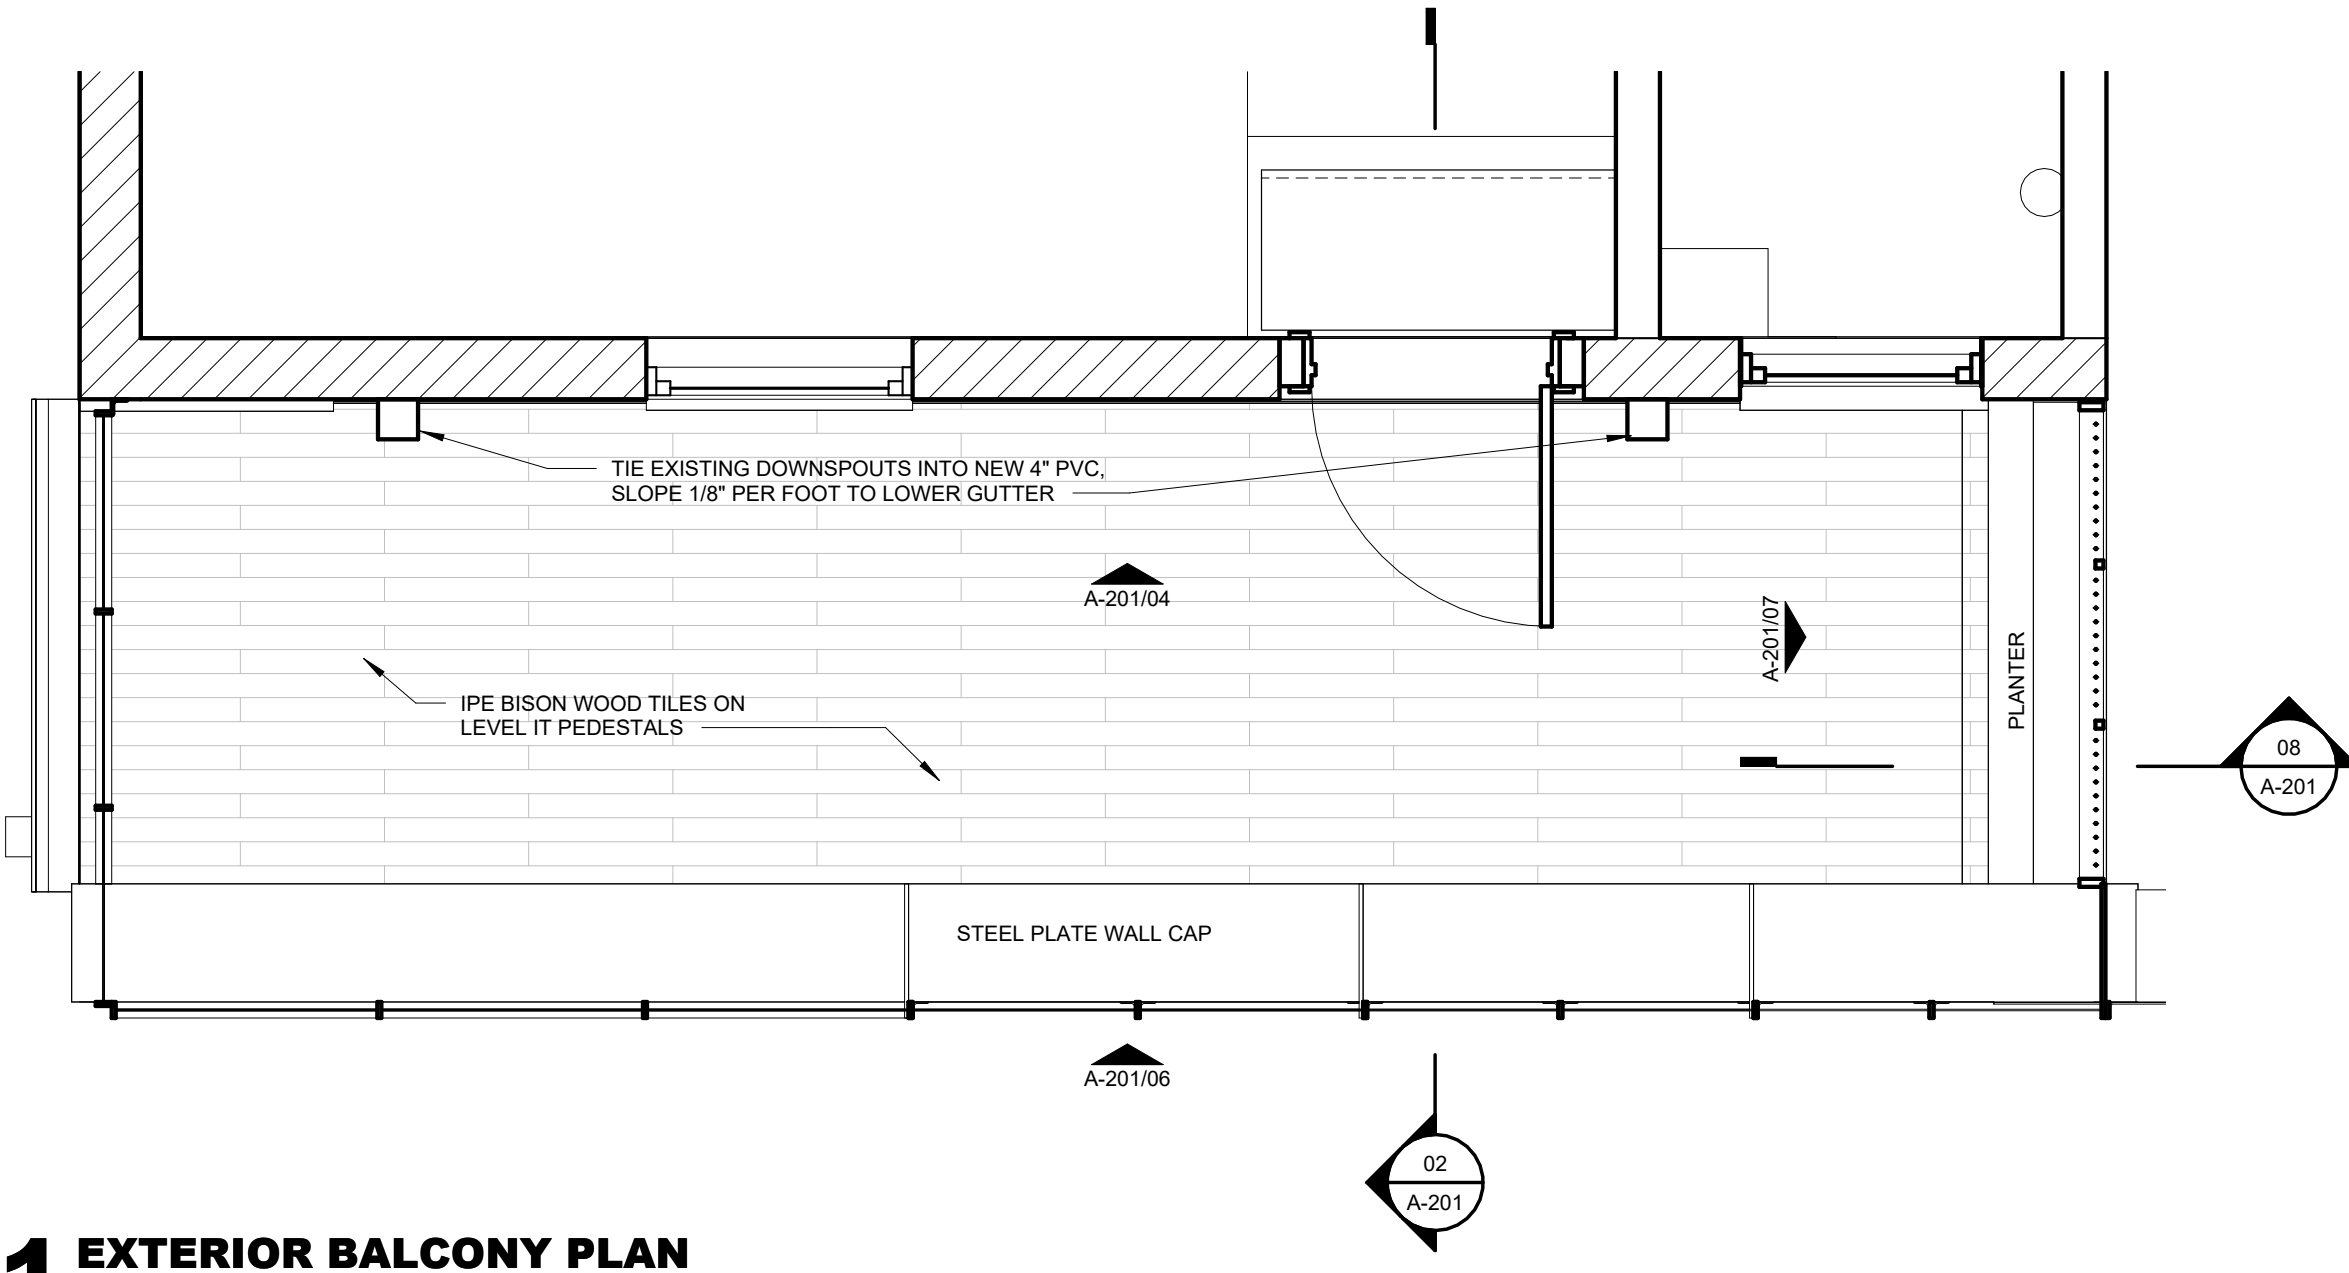 TIE EXISTING DOWNSPOUTS INTO NEW 4" PVC,
SLOPE 1/8" PER FOOT TO LOWER GUTTER
A-201/04
A-201/07
IPE BISON WOOD TILES ON
LEVEL IT PEDESTALS
PLANTER
08
A-201
STEEL PLATE WALL CAP
A-201/06
02
A-201
1 EXTERIOR BALCONY PLAN